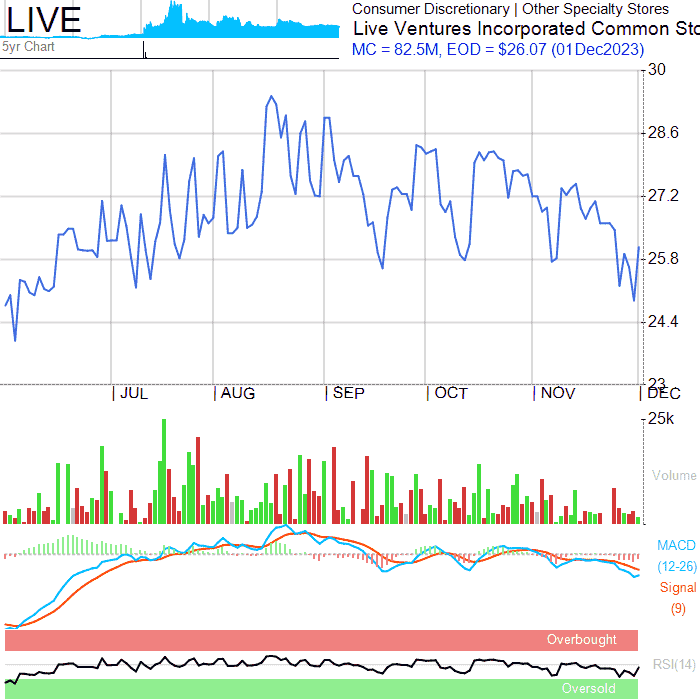 LIVE
5yr Chart
Consumer Discretionary | Other Specialty Stores
Live Ventures Incorporated Common Sto
MC = 82.5M, EOD = $26.07 (01Dec2023)
30
28.6
27.2
25.8
24.4
23
JUL AUG SEP OCT NOV DEC
25k
Volume
MACD
(12-26)
Signal
(9)
Overbought
RSI(14)
Oversold